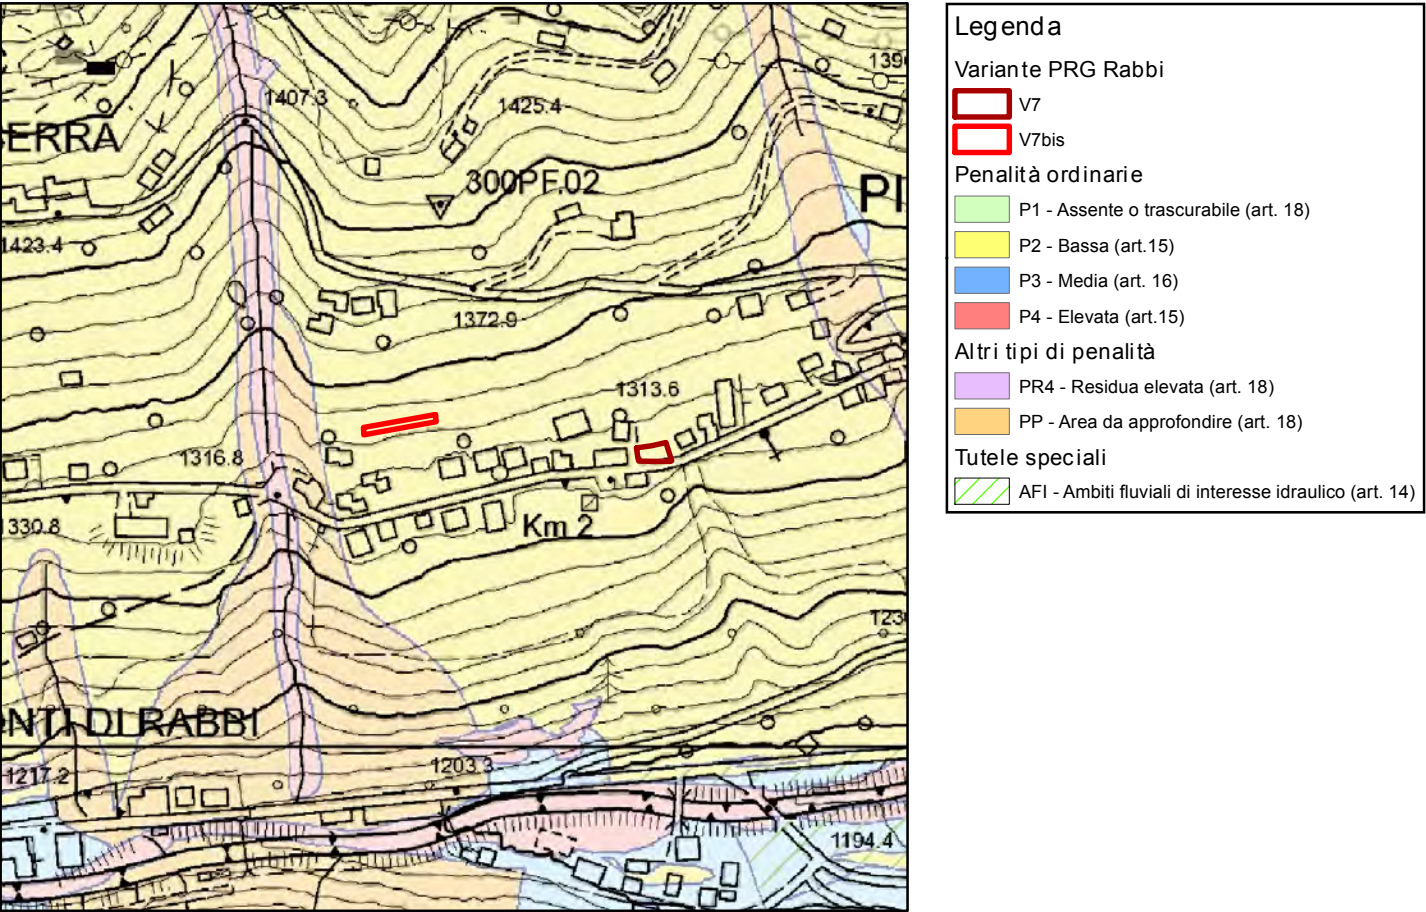 1407.3
1425.4
139
ERRA
300PF.02
PI
1423.4
1372.9
1313.6
1316.8
1330.8
Km 2
123
NTI DI RABBI
1217.2
1203.3
1194.4
Legenda
Variante PRG Rabbi
V7
V7bis
Penalità ordinarie
P1 - Assente o trascurabile (art. 18)
P2 - Bassa (art.15)
P3 - Media (art. 16)
P4 - Elevata (art.15)
Altri tipi di penalità
PR4 - Residua elevata (art. 18)
PP - Area da approfondire (art. 18)
Tutele speciali
AFI - Ambiti fluviali di interesse idraulico (art. 14)